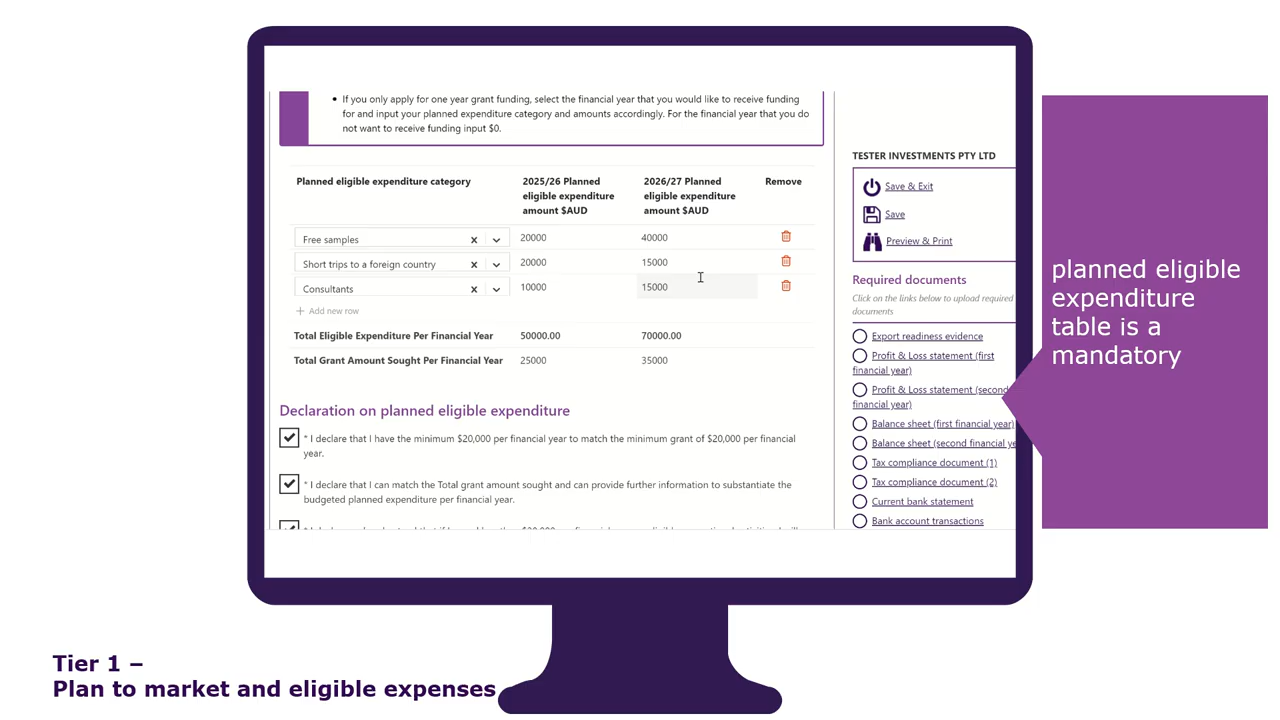 • If you only apply for one year grant funding, select the financial year that you would like to receive funding
for and input your planned expenditure category and amounts accordingly. For the financial year that you do
not want to receive funding input $0.
Planned eligible expenditure category
2025/26 Planned
eligible expenditure
amount $AUD
2026/27 Planned
eligible expenditure
amount $AUD
Remove
Free samples x 20000 40000
Short trips to a foreign country x 20000 15000
Consultants x 10000 15000
+ Add new row
Total Eligible Expenditure Per Financial Year 50000.00 70000.00
Total Grant Amount Sought Per Financial Year 25000 35000
Declaration on planned eligible expenditure
* I declare that I have the minimum $20,000 per financial year to match the minimum grant of $20,000 per financial
year.
* I declare that I can match the Total grant amount sought and can provide further information to substantiate the
budgeted planned expenditure per financial year.
TESTER INVESTMENTS PTY LTD
Save & Exit
Save
Preview & Print
Required documents
Click on the links below to upload required
documents
Export readiness evidence
Profit & Loss statement (first
financial year)
Profit & Loss statement (second
financial year)
Balance sheet (first financial year)
Balance sheet (second financial ye
Tax compliance document (1)
Tax compliance document (2)
Current bank statement
Bank account transactions
planned eligible
expenditure
table is a
mandatory
Tier 1 –
Plan to market and eligible expenses